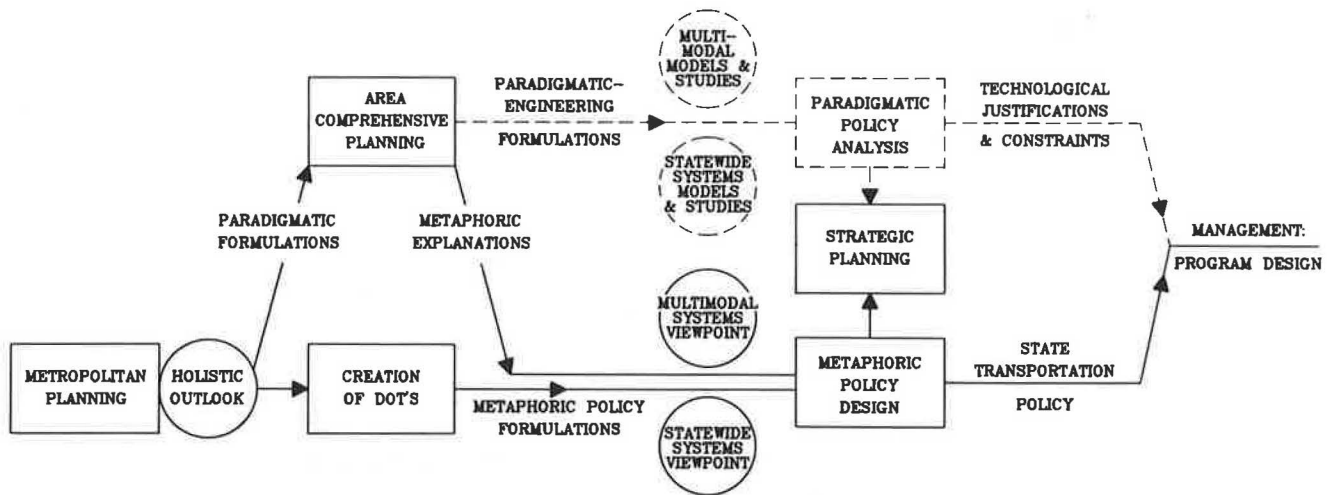 MULTI-
MODAL
MODELS &
STUDIES
AREA
COMPREHENSIVE
PLANNING
PARADIGMATIC-
ENGINEERING
FORMULATIONS
PARADIGMATIC
POLICY
ANALYSIS
TECHNOLOGICAL
JUSTIFICATIONS
& CONSTRAINTS
STATEWIDE
SYSTEMS
MODELS
& STUDIES
PARADIGMATIC
FORMULATIONS
METAPHORIC
EXPLANATIONS
STRATEGIC
PLANNING
MANAGEMENT:
PROGRAM DESIGN
MULTIMODAL
SYSTEMS
VIEWPOINT
METROPOLITAN
PLANNING
HOLISTIC
OUTLOOK
CREATION
OF DOT'S
METAPHORIC POLICY
FORMULATIONS
METAPHORIC
POLICY
DESIGN
STATE
TRANSPORTATION
POLICY
STATEWIDE
SYSTEMS
VIEWPOINT